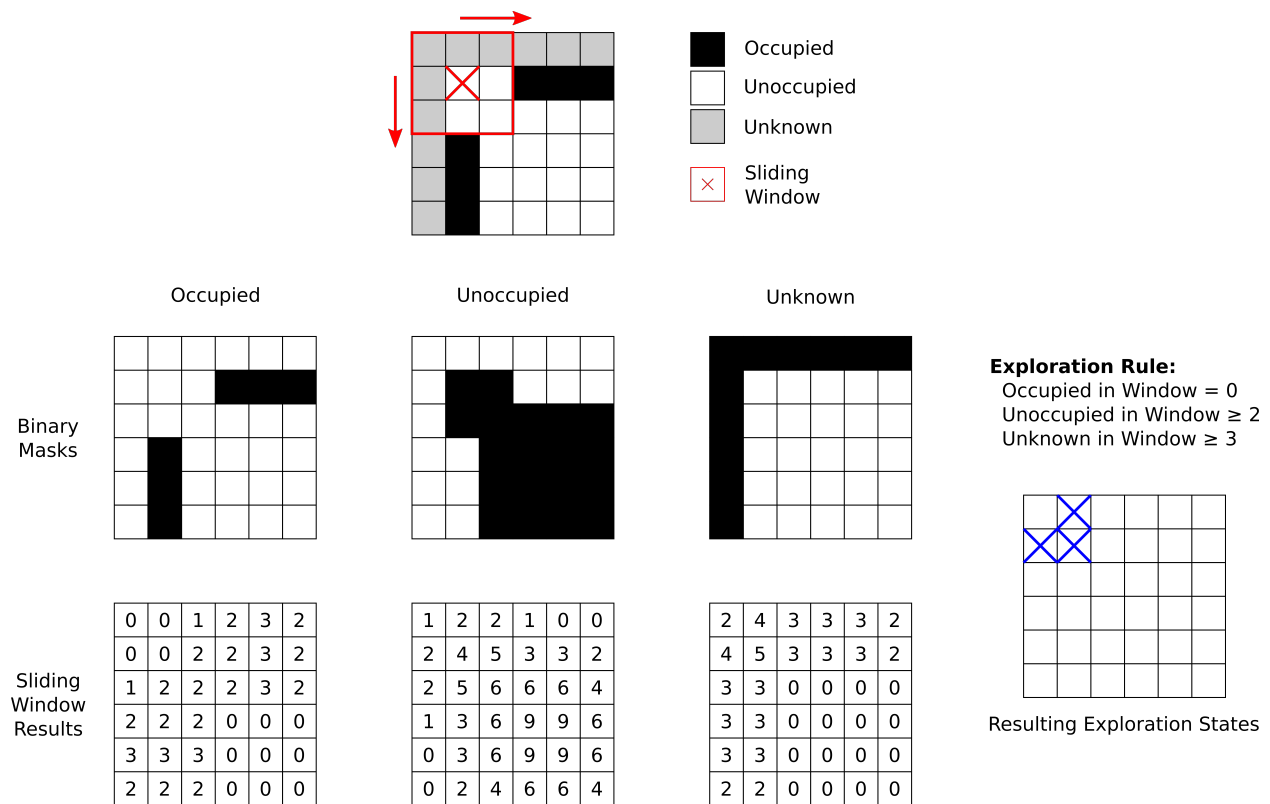 Occupied
Unoccupied
Unknown
Sliding
Window
Occupied
Unoccupied
Unknown
Binary
Masks
Exploration Rule:
Occupied in Window = 0
Unoccupied in Window ≥ 2
Unknown in Window ≥ 3
Resulting Exploration States
Sliding
Window
Results
0 0 1 2 3 2
0 0 2 2 3 2
1 2 2 2 3 2
2 2 2 0 0 0
3 3 3 0 0 0
2 2 2 0 0 0
1 2 2 1 0 0
2 4 5 3 3 2
2 5 6 6 6 4
1 3 6 9 9 6
0 3 6 9 9 6
0 2 4 6 6 4
2 4 3 3 3 2
4 5 3 3 3 2
3 3 0 0 0 0
3 3 0 0 0 0
3 3 0 0 0 0
2 2 0 0 0 0